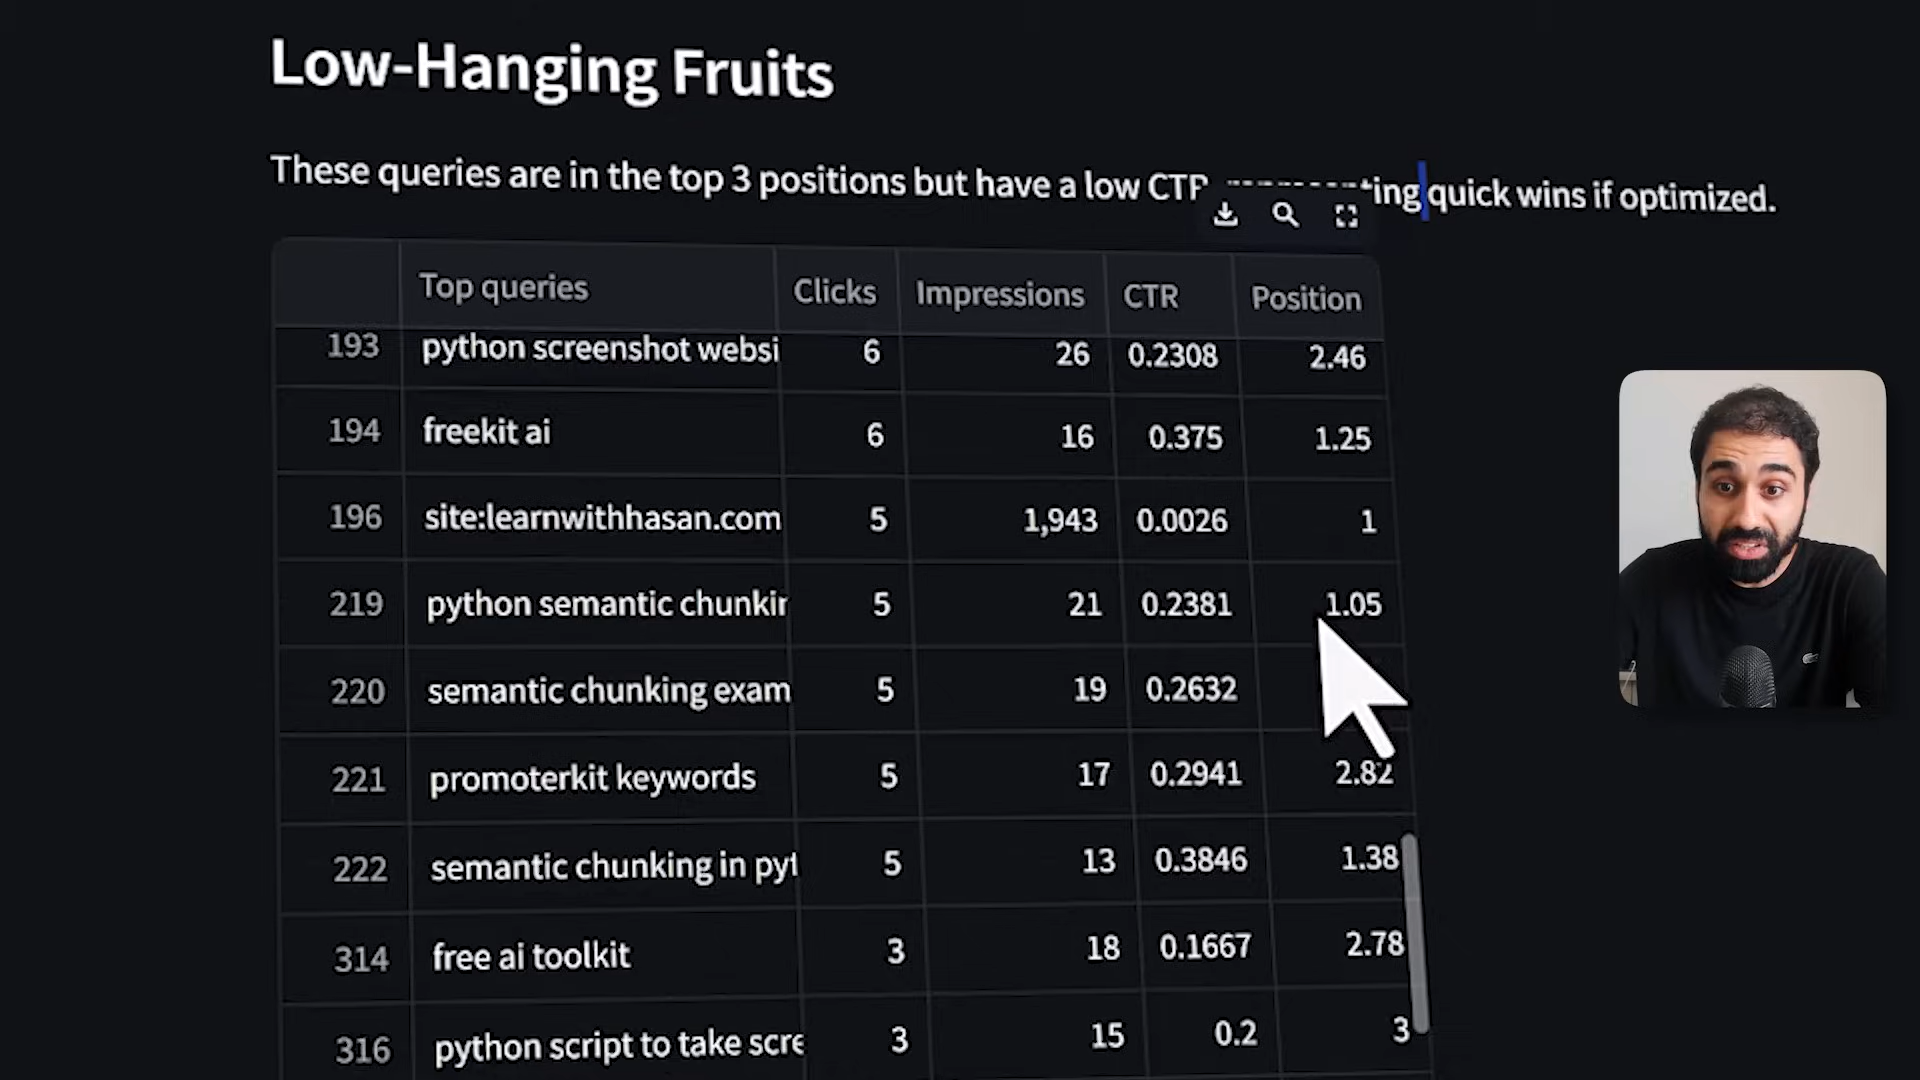 Low-Hanging Fruits
These queries are in the top 3 positions but have a low CTR quick wins if optimized.
Top queries Clicks Impressions CTR Position
193 python screenshot websi 6 26 0.2308 2.46
194 freekit ai 6 16 0.375 1.25
196 site:learnwithhasan.com 5 1,943 0.0026 1
219 python semantic chunkin 5 21 0.2381 1.05
220 semantic chunking exam 5 19 0.2632
221 promoterkit keywords 5 17 0.2941 2.82
222 semantic chunking in pyt 5 13 0.3846 1.38
314 free ai toolkit 3 18 0.1667 2.78
316 python script to take scre 3 15 0.2 3